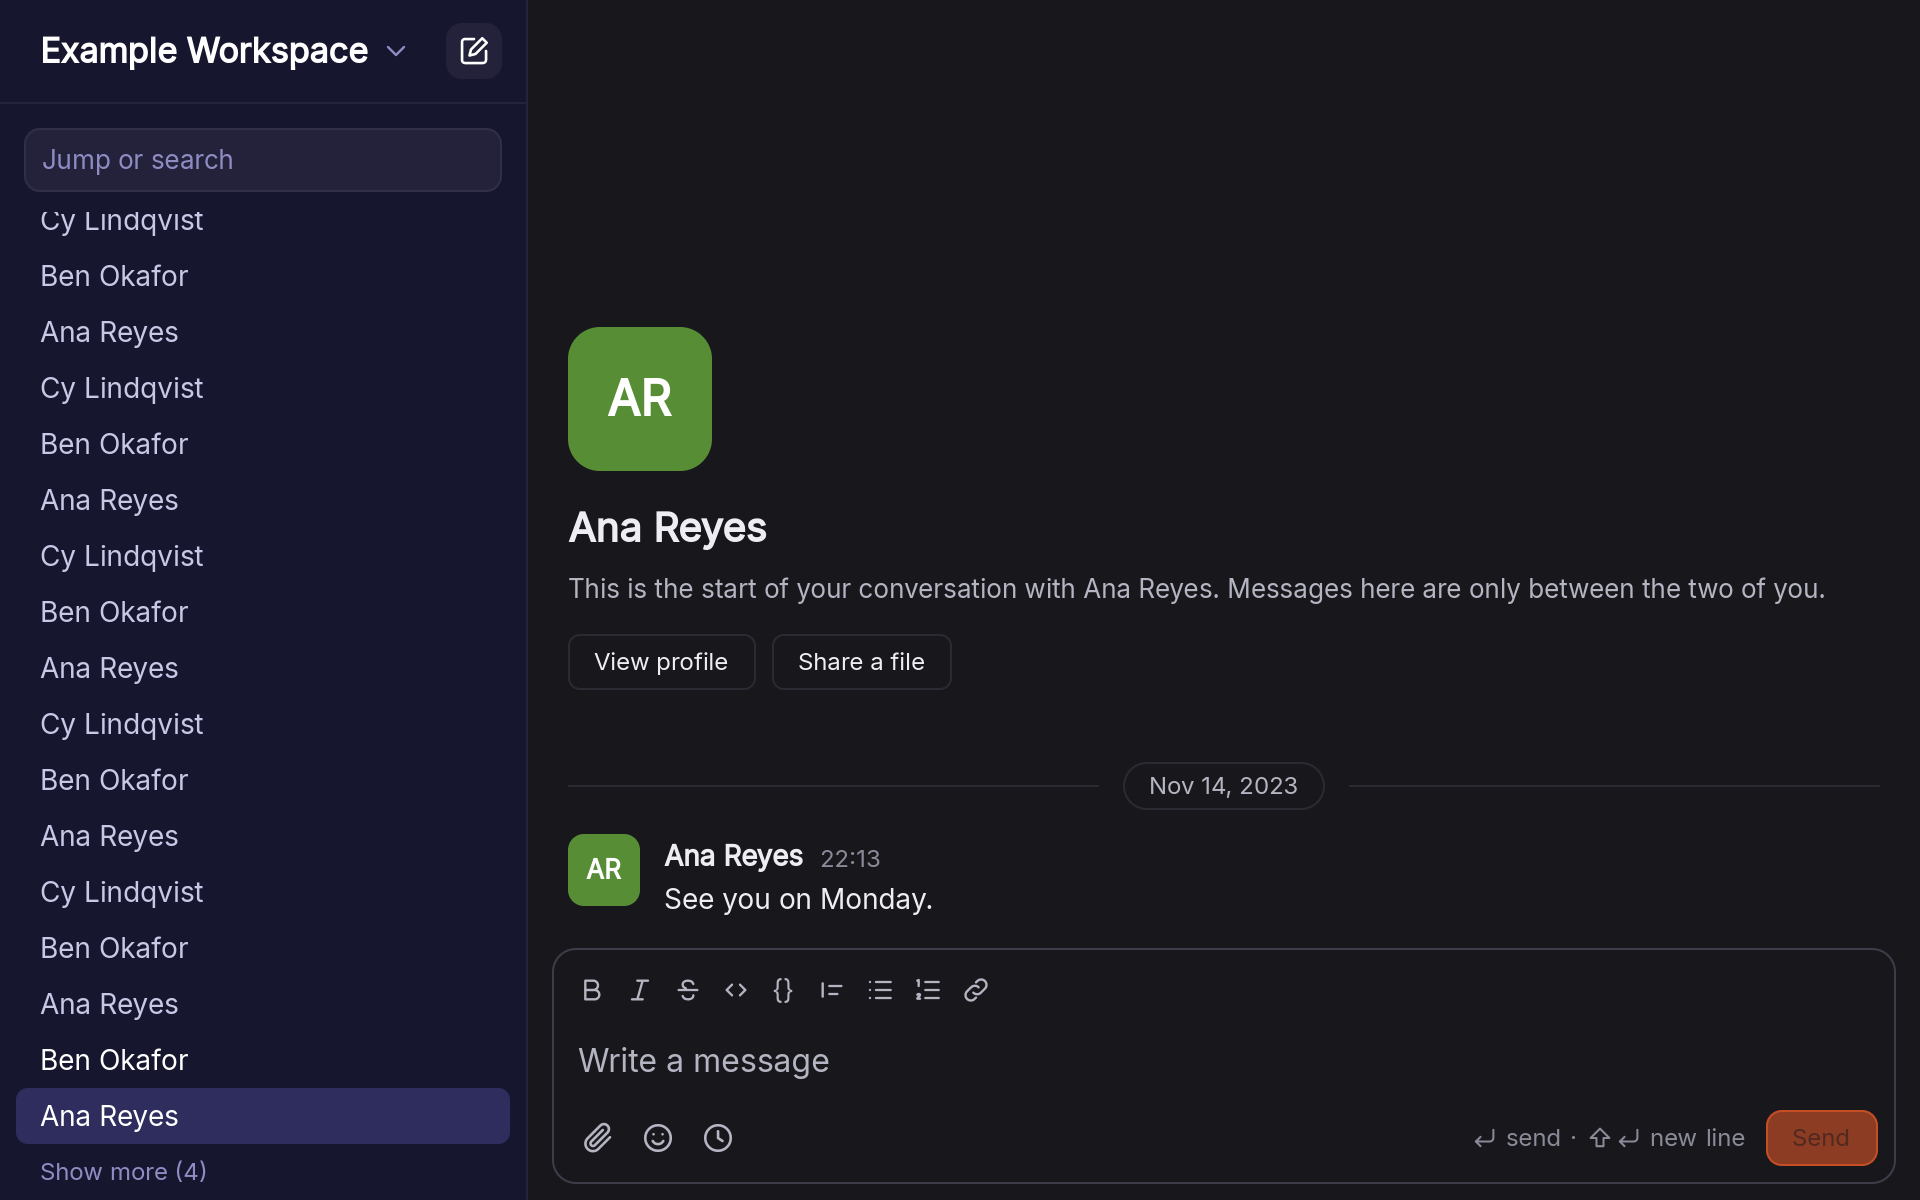 Example Workspace
Jump or search
Cy Lindqvist
Ben Okafor
Ana Reyes
Cy Lindqvist
Ben Okafor
Ana Reyes
Cy Lindqvist
Ben Okafor
Ana Reyes
Cy Lindqvist
Ben Okafor
Ana Reyes
Cy Lindqvist
Ben Okafor
Ana Reyes
Ben Okafor
Ana Reyes
Show more (4)
AR
Ana Reyes
This is the start of your conversation with Ana Reyes. Messages here are only between the two of you.
View profile
Share a file
Nov 14, 2023
AR
Ana Reyes 22:13
See you on Monday.
Write a message
send · new line
Send